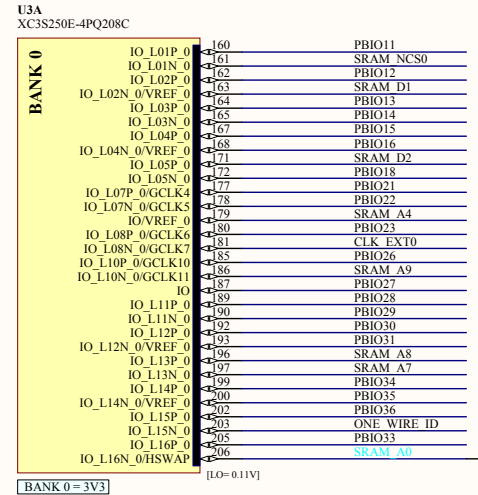 U3A
XC3S250E-4PQ208C
BANK 0
IO_L01P_0 160 PBIO11
IO_L01N_0 161 SRAM_NCS0
IO_L02P_0 162 PBIO12
IO_L02N_0/VREF_0 163 SRAM_D1
IO_L03P_0 164 PBIO13
IO_L03N_0 165 PBIO14
IO_L04P_0 167 PBIO15
IO_L04N_0/VREF_0 168 PBIO16
IO_L05P_0 171 SRAM_D2
IO_L05N_0 172 PBIO18
IO_L07P_0/GCLK4 177 PBIO21
IO_L07N_0/GCLK5 178 PBIO22
IO/VREF_0 179 SRAM_A4
IO_L08P_0/GCLK6 180 PBIO23
IO_L08N_0/GCLK7 181 CLK_EXT0
IO_L10P_0/GCLK10 185 PBIO26
IO_L10N_0/GCLK11 186 SRAM_A9
IO 187 PBIO27
IO_L11P_0 189 PBIO28
IO_L11N_0 190 PBIO29
IO_L12P_0 192 PBIO30
IO_L12N_0/VREF_0 193 PBIO31
IO_L13P_0 196 SRAM_A8
IO_L13N_0 197 SRAM_A7
IO_L14P_0 199 PBIO34
IO_L14N_0/VREF_0 200 PBIO35
IO_L15P_0 202 PBIO36
IO_L15N_0 203 ONE_WIRE_ID
IO_L16P_0 205 PBIO33
IO_L16N_0/HSWAP 206 SRAM_A0
[LO= 0.11V]
BANK 0 = 3V3